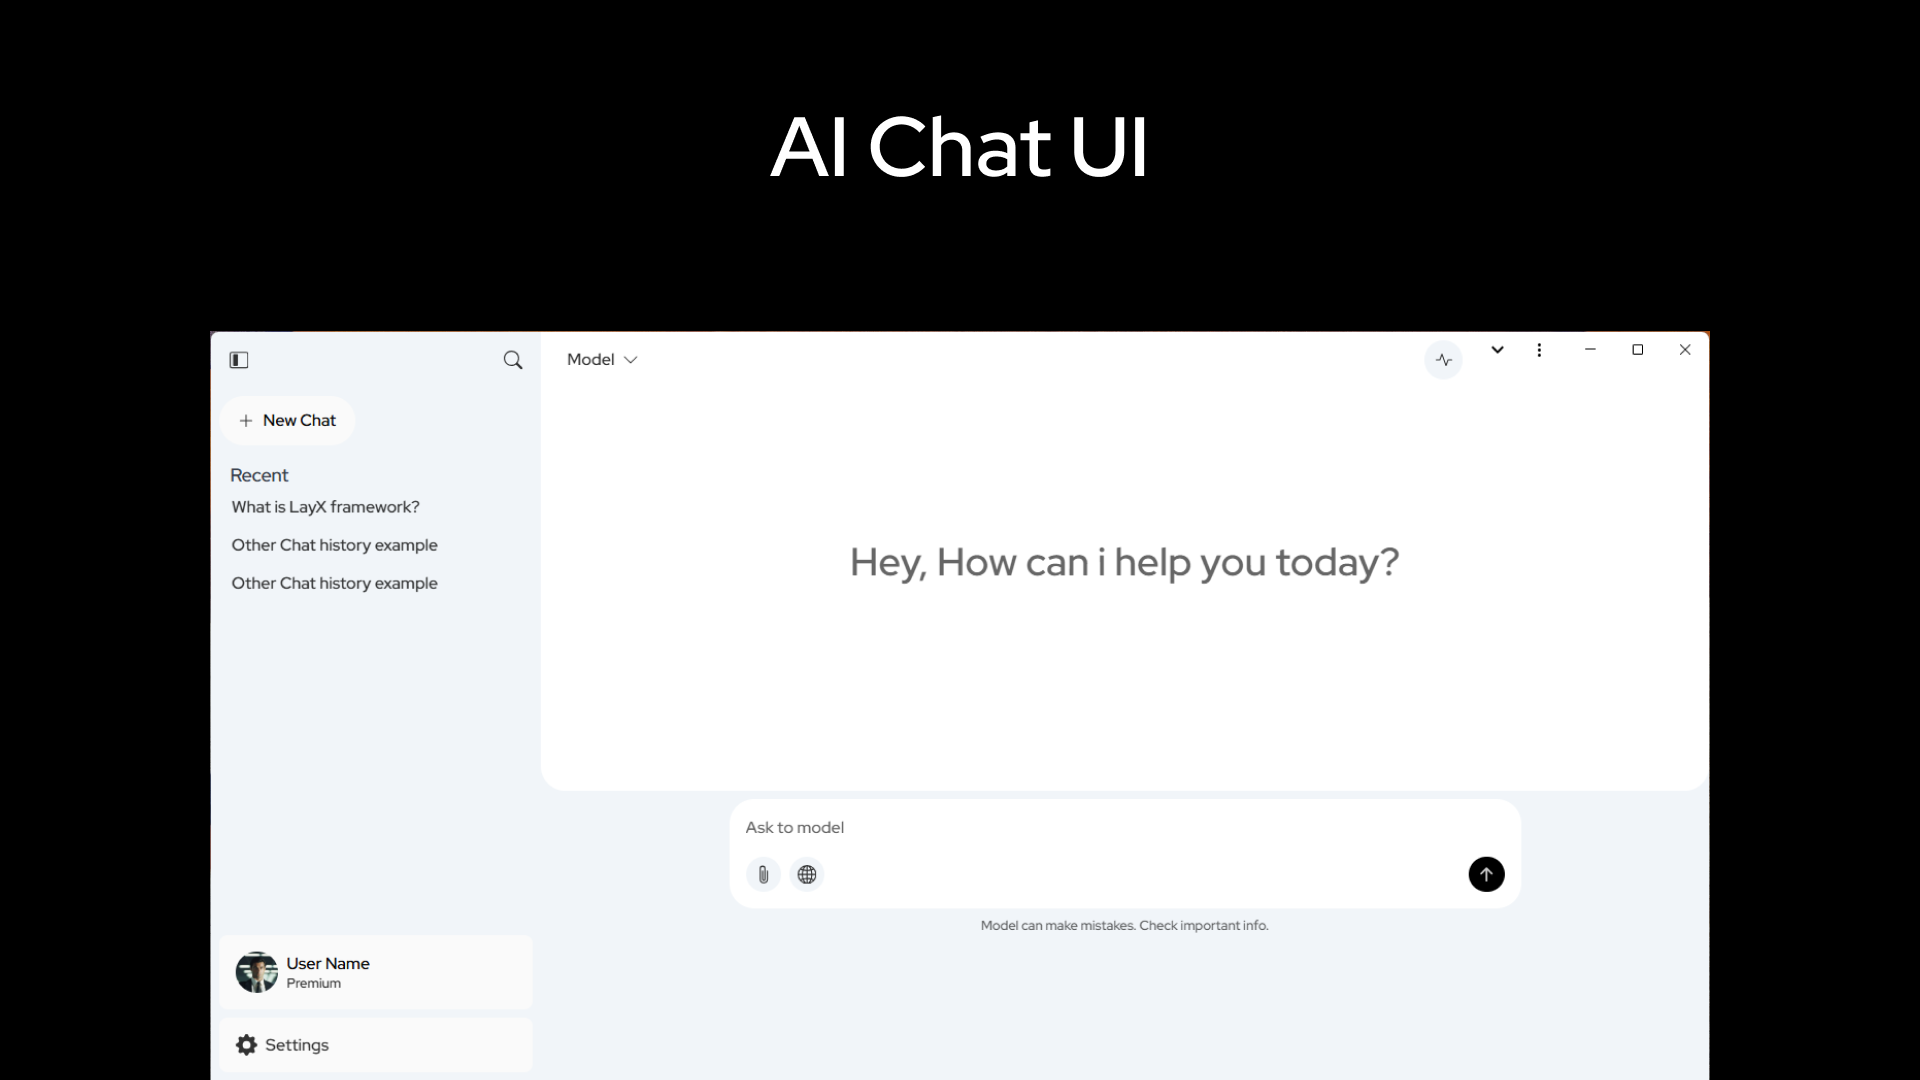 AI Chat UI
Model
New Chat
Recent
What is LayX framework?
Other Chat history example
Other Chat history example
Hey, How can i help you today?
Ask to model
Model can make mistakes. Check important info.
User Name
Premium
Settings